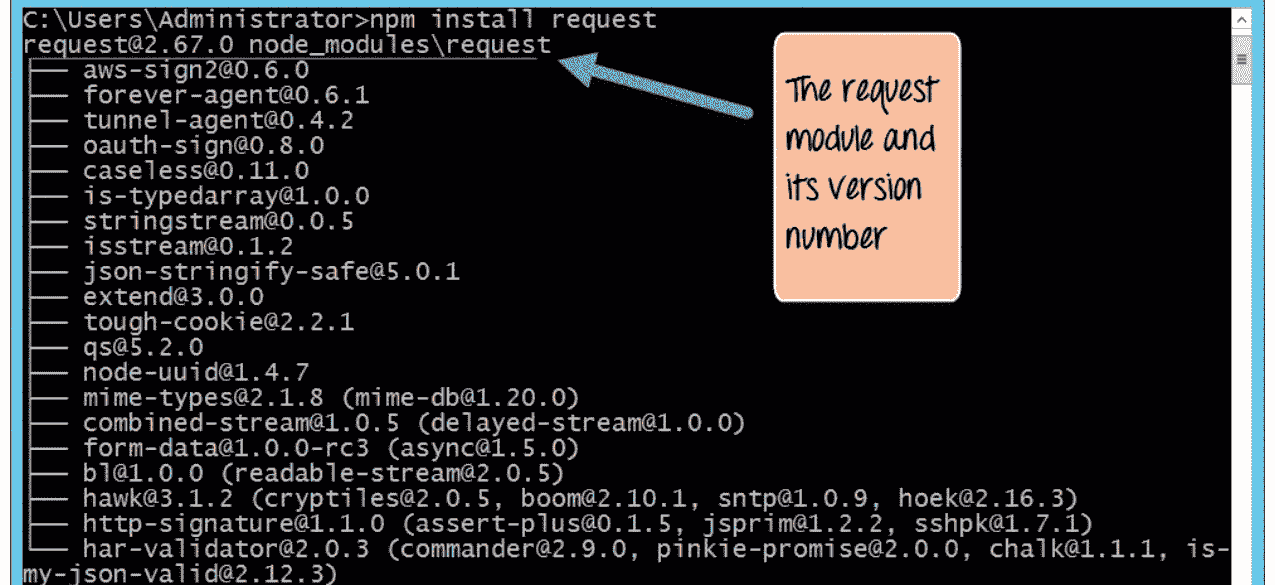 C:\Users\Administrator>npm install request
request@2.67.0 node_modules\request
├── aws-sign2@0.6.0
├── forever-agent@0.6.1
├── tunnel-agent@0.4.2
├── oauth-sign@0.8.0
├── caseless@0.11.0
├── is-typedarray@1.0.0
├── stringstream@0.0.5
├── isstream@0.1.2
├── json-stringify-safe@5.0.1
├── extend@3.0.0
├── tough-cookie@2.2.1
├── qs@5.2.0
├── node-uuid@1.4.7
├── mime-types@2.1.8 (mime-db@1.20.0)
├── combined-stream@1.0.5 (delayed-stream@1.0.0)
├── form-data@1.0.0-rc3 (async@1.5.0)
├── bl@1.0.0 (readable-stream@2.0.5)
├── hawk@3.1.2 (cryptiles@2.0.5, boom@2.10.1, sntp@1.0.9, hoek@2.16.3)
├── http-signature@1.1.0 (assert-plus@0.1.5, jsprim@1.2.2, sshpk@1.7.1)
└── har-validator@2.0.3 (commander@2.9.0, pinkie-promise@2.0.0, chalk@1.1.1, is-
my-json-valid@2.12.3)
The request
module and
its version
number